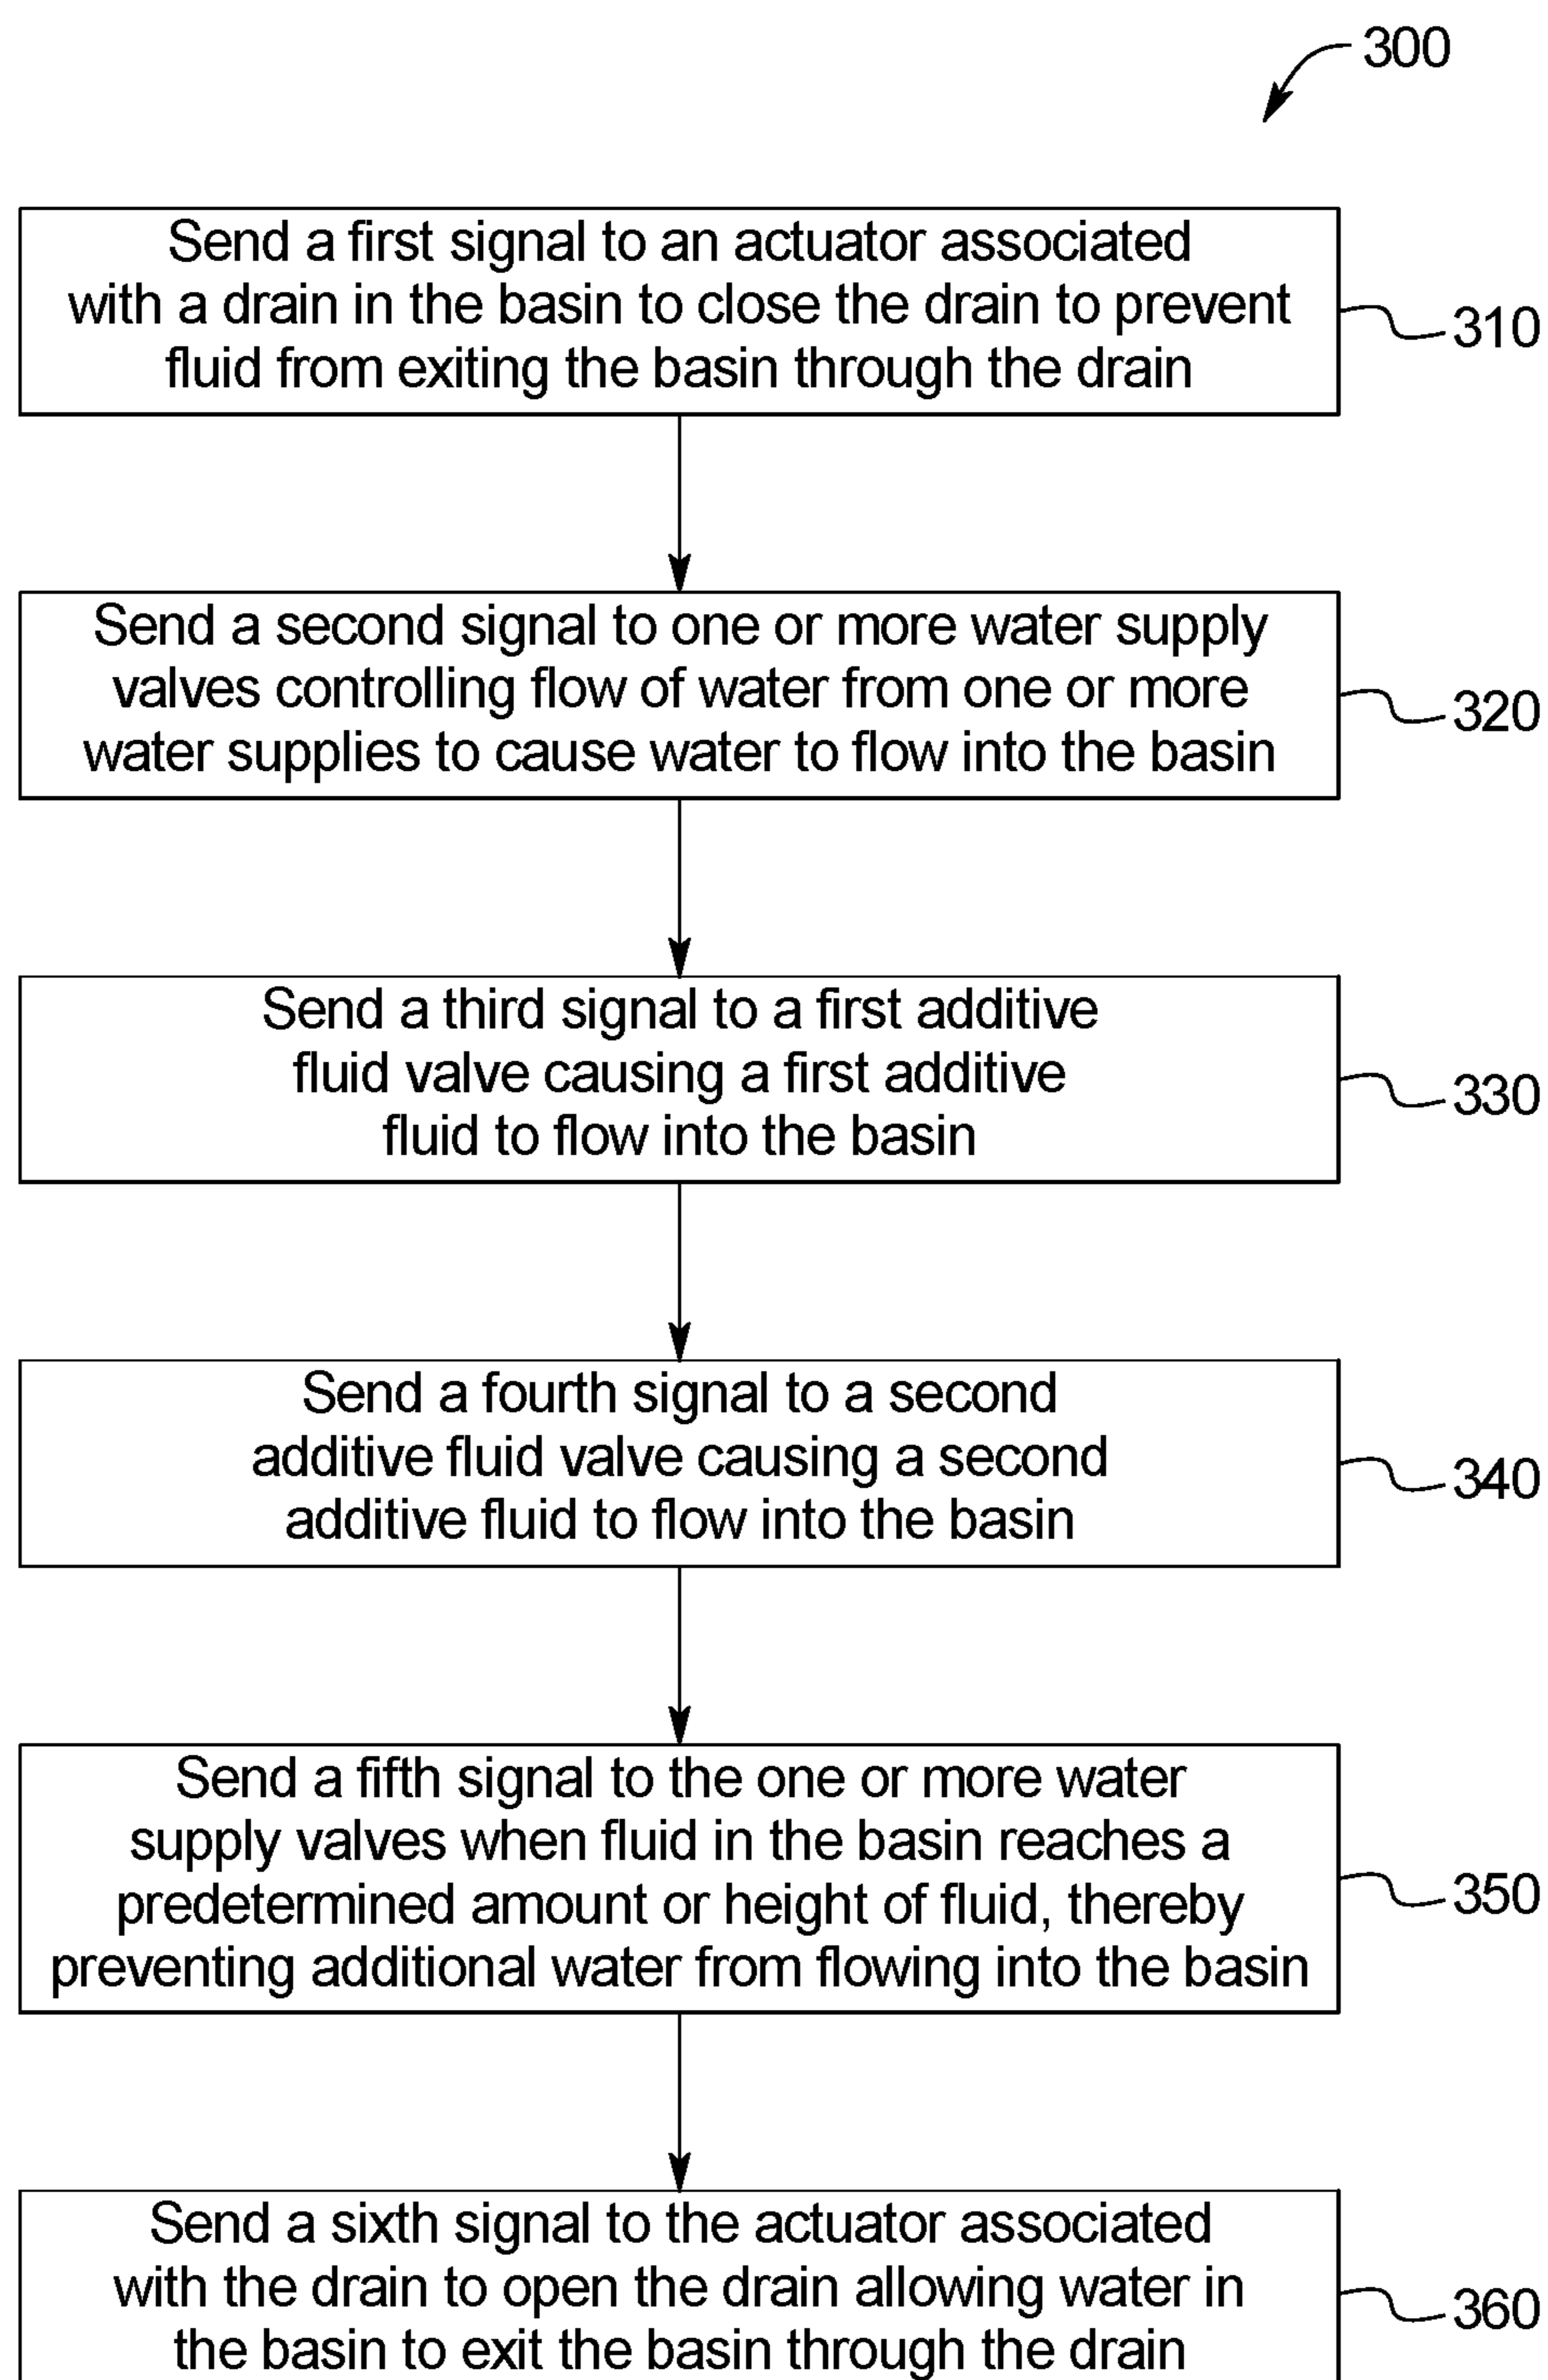 300
Send a first signal to an actuator associated
with a drain in the basin to close the drain to prevent
fluid from exiting the basin through the drain
310
Send a second signal to one or more water supply
valves controlling flow of water from one or more
water supplies to cause water to flow into the basin
320
Send a third signal to a first additive
fluid valve causing a first additive
fluid to flow into the basin
330
Send a fourth signal to a second
additive fluid valve causing a second
additive fluid to flow into the basin
340
Send a fifth signal to the one or more water
supply valves when fluid in the basin reaches a
predetermined amount or height of fluid, thereby
preventing additional water from flowing into the basin
350
Send a sixth signal to the actuator associated
with the drain to open the drain allowing water in
the basin to exit the basin through the drain
360